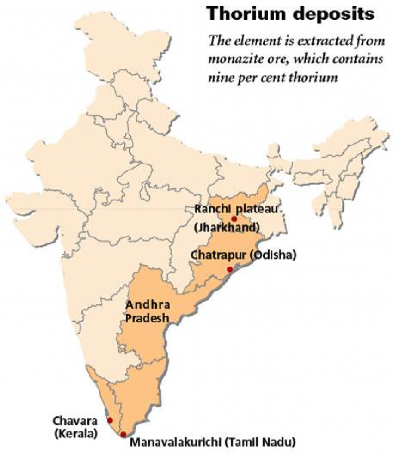 Thorium deposits
The element is extracted from
monazite ore, which contains
nine per cent thorium
Ranchi plateau
(Jharkhand)
Chatrapur (Odisha)
Andhra
Pradesh
Chavara
(Kerala)
Manavalakurichi (Tamil Nadu)